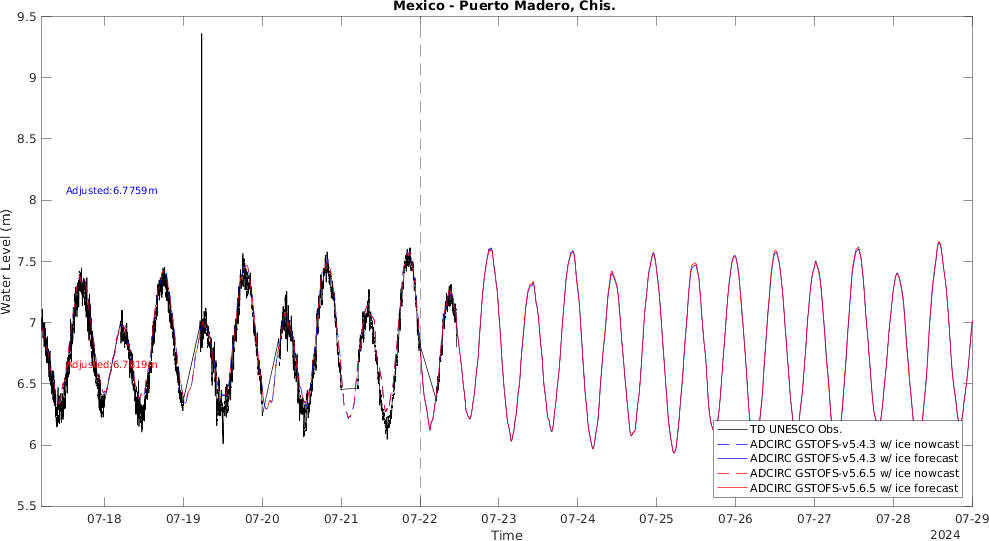 Mexico - Puerto Madero, Chis.
9.5
9
8.5
8
7.5
7
6.5
6
5.5
Water Level (m)
Adjusted:6.7759m
Adjusted:6.7819m
TD UNESCO Obs.
ADCIRC GSTOFS-v5.4.3 w/ ice nowcast
ADCIRC GSTOFS-v5.4.3 w/ ice forecast
ADCIRC GSTOFS-v5.6.5 w/ ice nowcast
ADCIRC GSTOFS-v5.6.5 w/ ice forecast
07-18 07-19 07-20 07-21 07-22 07-23 07-24 07-25 07-26 07-27 07-28 07-29
Time
2024